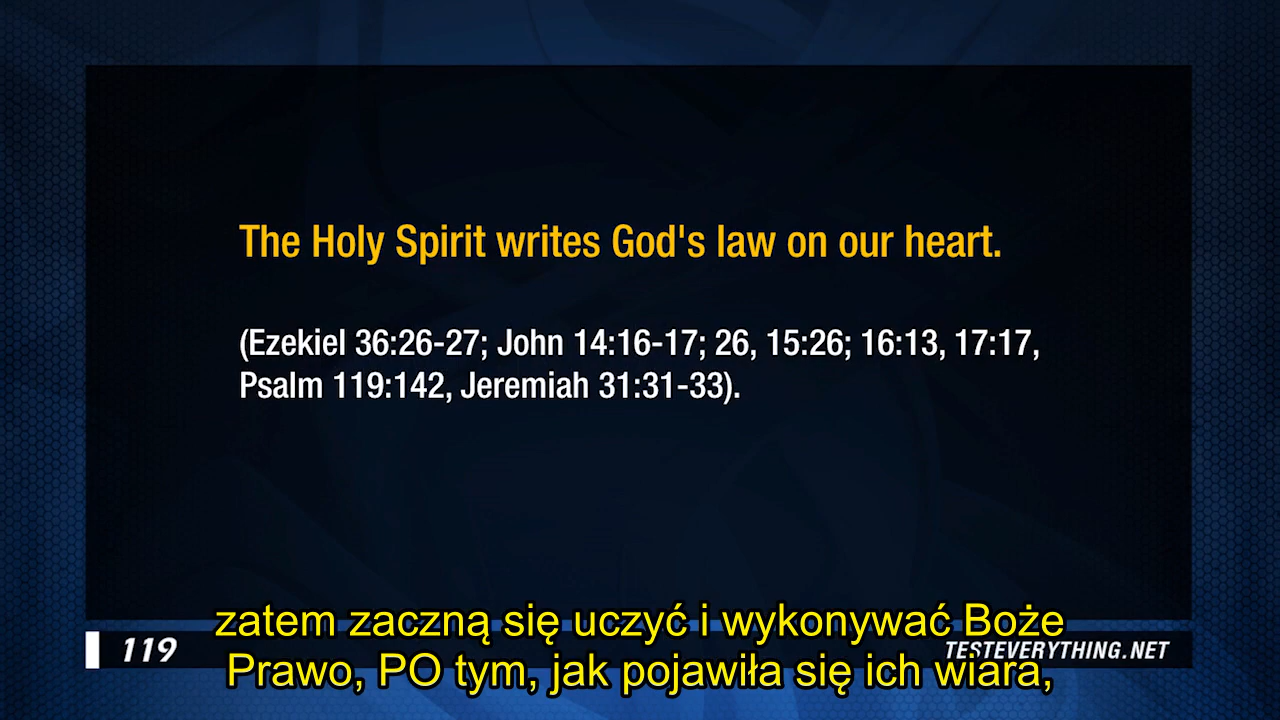 The Holy Spirit writes God's law on our heart.
(Ezekiel 36:26-27; John 14:16-17; 26, 15:26; 16:13, 17:17,
Psalm 119:142, Jeremiah 31:31-33).
zatem zaczną się uczyć i wykonywać Boże
119
TESTEVERYTHING.NET
Prawo, PO tym, jak pojawiła się ich wiara,